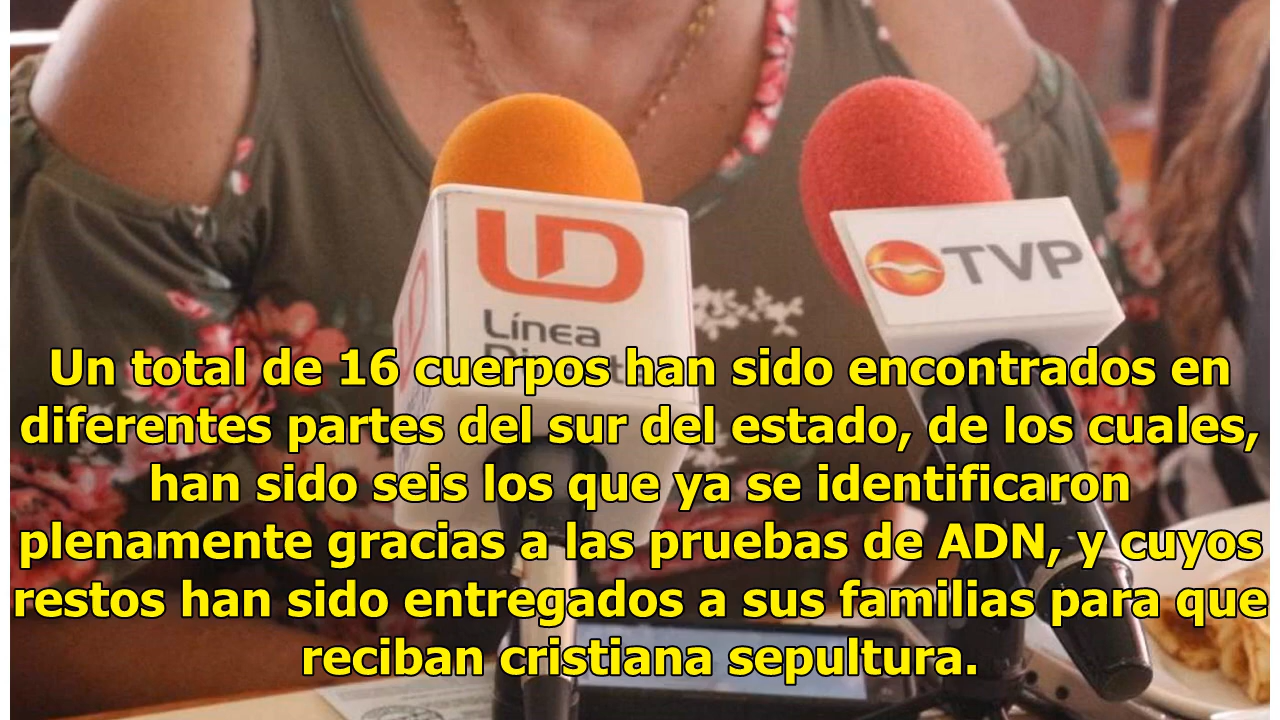 UD
Línea
TVP
Un total de 16 cuerpos han sido encontrados en
diferentes partes del sur del estado, de los cuales,
han sido seis los que ya se identificaron
plenamente gracias a las pruebas de ADN, y cuyos
restos han sido entregados a sus familias para que
reciban cristiana sepultura.